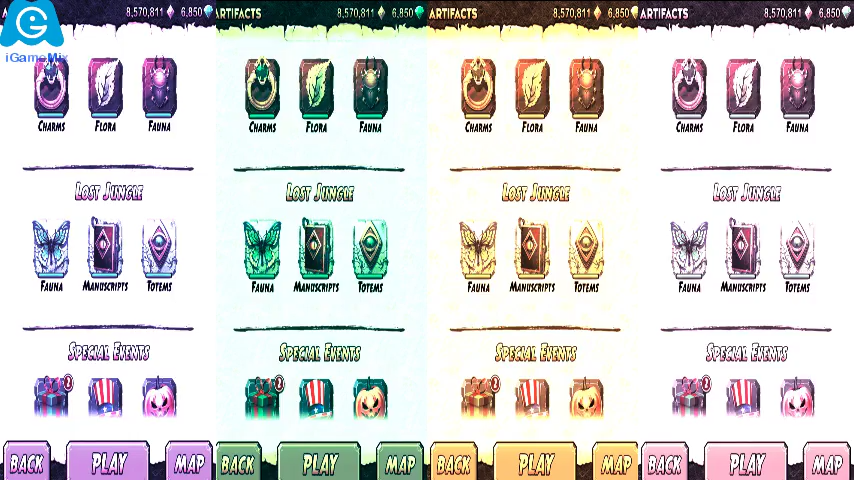 A ARTIFACTS 8,570,811 6,850
iGameMix
CHARMS FLORA FAUNA
LOST JUNGLE
FAUNA MANUSCRIPTS TOTEMS
SPECIAL EVENTS
2
BACK PLAY MAP
ARTIFACTS 8,570,811 6,850
CHARMS FLORA FAUNA
LOST JUNGLE
FAUNA MANUSCRIPTS TOTEMS
SPECIAL EVENTS
2
BACK PLAY MAP
ARTIFACTS 8,570,811 6,850
CHARMS FLORA FAUNA
LOST JUNGLE
FAUNA MANUSCRIPTS TOTEMS
SPECIAL EVENTS
2
BACK PLAY MAP
ARTIFACTS 8,570,811 6,850
CHARMS FLORA FAUNA
LOST JUNGLE
FAUNA MANUSCRIPTS TOTEMS
SPECIAL EVENTS
2
BACK PLAY MAP